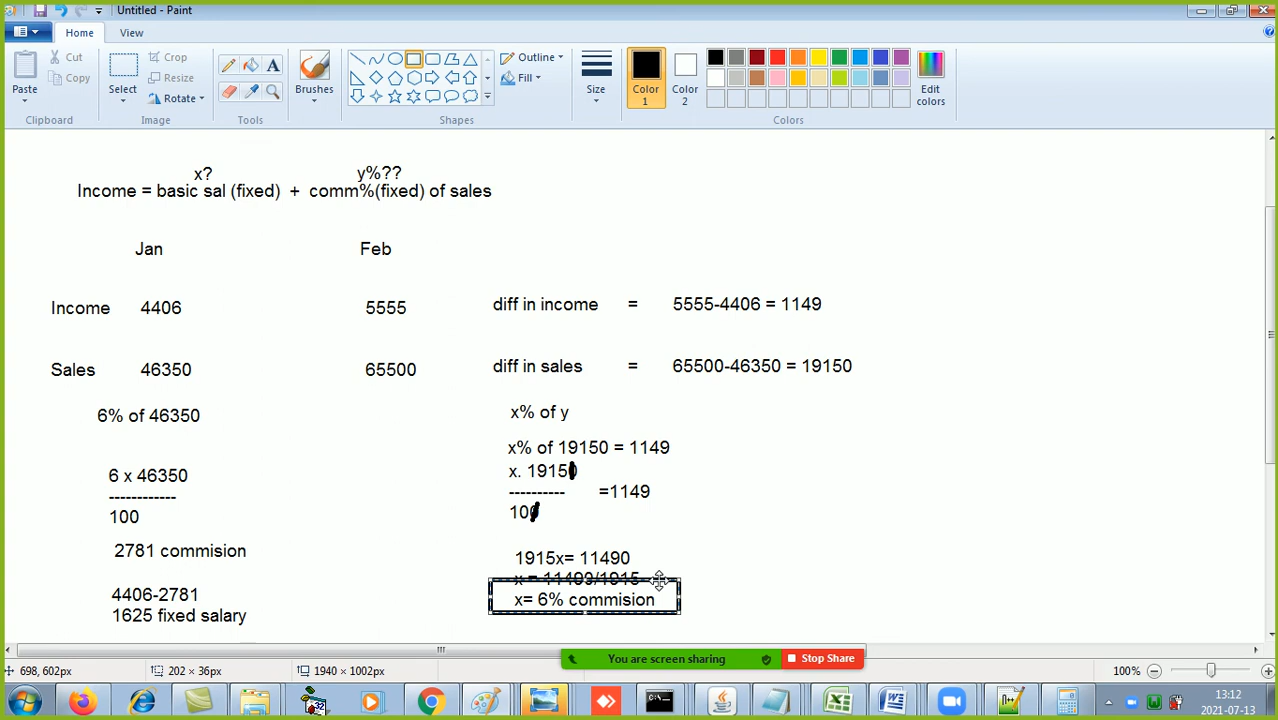 Untitled - Paint
Home View
Paste
Cut
Copy
Clipboard
Select
Crop
Resize
Rotate
Image
A
Tools
Brushes
Outline
Fill
Shapes
Size
Color 1
Color 2
Edit colors
Colors
x? y%??
Income = basic sal (fixed) + comm%(fixed) of sales
Jan Feb
Income 4406 5555 diff in income = 5555-4406 = 1149
Sales 46350 65500 diff in sales = 65500-46350 = 19150
6% of 46350
6 x 46350
------------
100
2781 commision
4406-2781
1625 fixed salary
x% of y
x% of 19150 = 1149
x. 19150
---------- =1149
100
1915x= 11490
x = 11490/1915
x= 6% commision
You are screen sharing Stop Share
698, 602px 202 × 36px 1940 × 1002px 100%
32
13:12
2021-07-13